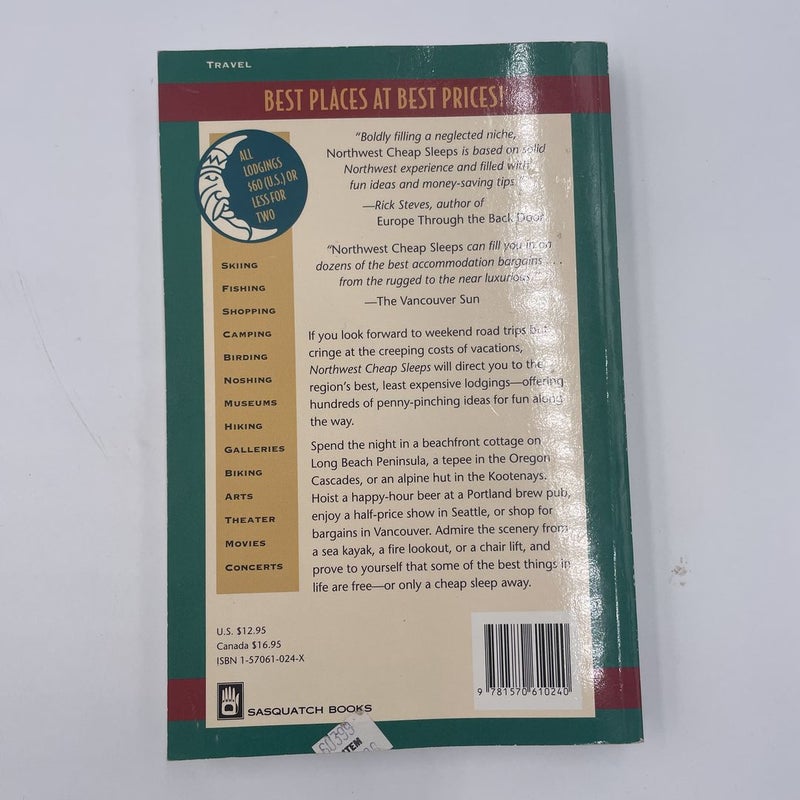 TRAVEL
BEST PLACES AT BEST PRICES!
ALL
LODGINGS
$60 (U.S.) OR
LESS FOR
TWO
"Boldly filling a neglected niche,
Northwest Cheap Sleeps is based on solid
Northwest experience and filled with
fun ideas and money-saving tips
—Rick Steves, author of
Europe Through the Back Door
"Northwest Cheap Sleeps can fill you in on
dozens of the best accommodation bargains . . .
from the rugged to the near luxurious."
—The Vancouver Sun
SKIING
FISHING
SHOPPING
CAMPING
BIRDING
NOSHING
MUSEUMS
HIKING
GALLERIES
BIKING
ARTS
THEATER
MOVIES
CONCERTS
If you look forward to weekend road trips but
cringe at the creeping costs of vacations,
Northwest Cheap Sleeps will direct you to the
region's best, least expensive lodgings—offering
hundreds of penny-pinching ideas for fun along
the way.
Spend the night in a beachfront cottage on
Long Beach Peninsula, a tepee in the Oregon
Cascades, or an alpine hut in the Kootenays.
Hoist a happy-hour beer at a Portland brew pub,
enjoy a half-price show in Seattle, or shop for
bargains in Vancouver. Admire the scenery from
a sea kayak, a fire lookout, or a chair lift, and
prove to yourself that some of the best things in
life are free—or only a cheap sleep away.
U.S. $12.95
Canada $16.95
ISBN 1-57061-024-X
9 781570 610240
SASQUATCH BOOKS
60399